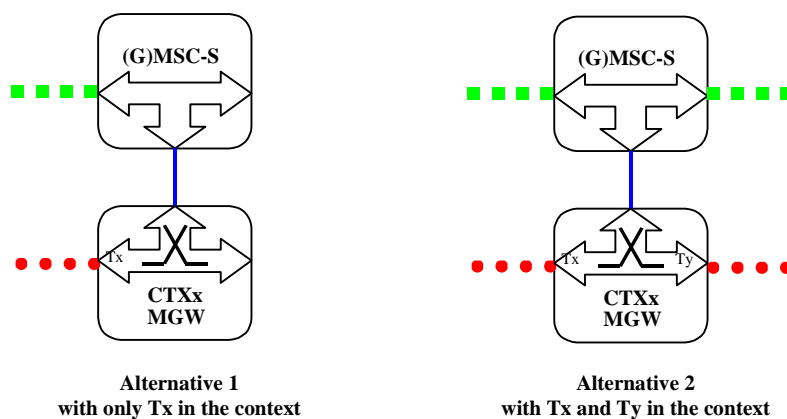 (G)MSC-S
Tx
CTXx
MGW
Alternative 1
with only Tx in the context
(G)MSC-S
Tx
Ty
CTXx
MGW
Alternative 2
with Tx and Ty in the context